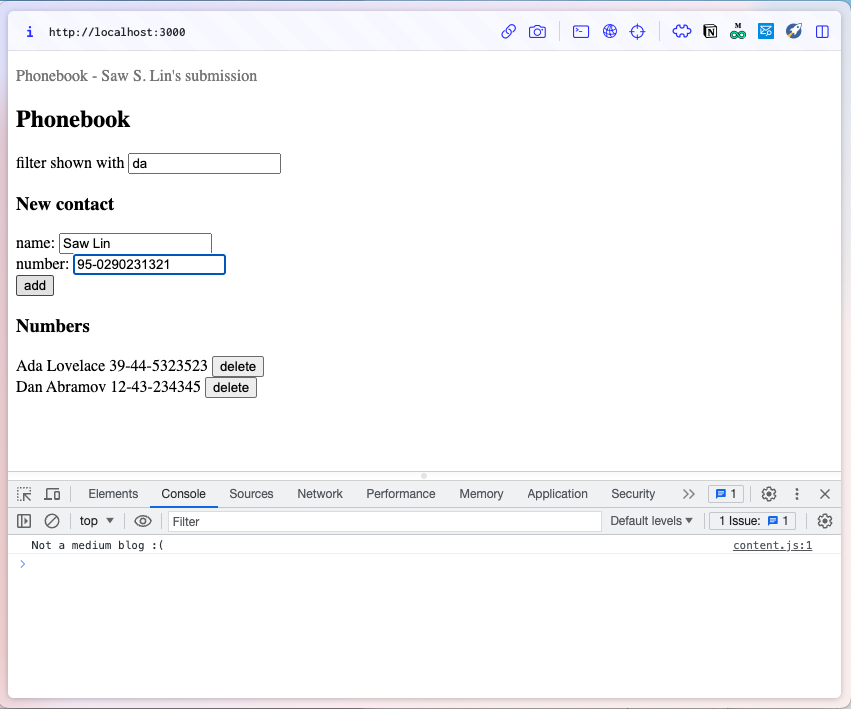 i http://localhost:3000
M
N
Phonebook - Saw S. Lin's submission
Phonebook
filter shown with da
New contact
name: Saw Lin
number: 95-0290231321
add
Numbers
Ada Lovelace 39-44-5323523 delete
Dan Abramov 12-43-234345 delete
Elements Console Sources Network Performance Memory Application Security 1
top Filter Default levels 1 Issue: 1
Not a medium blog :( content.js:1